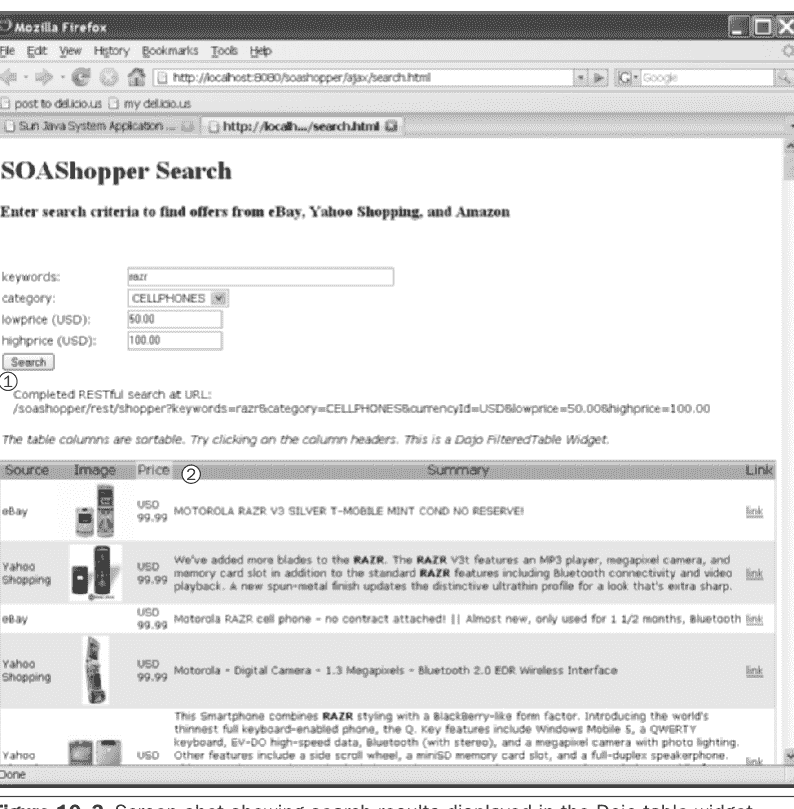 Mozilla Firefox
File Edit View History Bookmarks Tools Help
http://localhost:8080/soashopper/ajax/search.html
Google
post to del.icio.us my del.icio.us
Sun Java System Application ... http://localh.../search.html
SOAShopper Search
Enter search criteria to find offers from eBay, Yahoo Shopping, and Amazon
keywords: razr
category: CELLPHONES
lowprice (USD): 50.00
highprice (USD): 100.00
Search
1
Completed RESTful search at URL:
/soashopper/rest/shopper?keywords=razr&category=CELLPHONES&currencyId=USD&lowprice=50.00&highprice=100.00
The table columns are sortable. Try clicking on the column headers. This is a Dojo FilteredTable Widget.
Source Image Price 2 Summary Link
eBay USD 99.99 MOTOROLA RAZR V3 SILVER T-MOBILE MINT COND NO RESERVE! link
Yahoo Shopping USD 99.99 We've added more blades to the RAZR. The RAZR V3t features an MP3 player, megapixel camera, and
memory card slot in addition to the standard RAZR features including Bluetooth connectivity and video link
playback. A new spun-metal finish updates the distinctive ultrathin profile for a look that's extra sharp.
eBay USD 99.99 Motorola RAZR cell phone - no contract attached! || Almost new, only used for 1 1/2 months, Bluetooth link
Yahoo Shopping USD 99.99 Motorola - Digital Camera - 1.3 Megapixels - Bluetooth 2.0 EDR Wireless Interface link
This Smartphone combines RAZR styling with a BlackBerry-like form factor. Introducing the world's
thinnest full keyboard-enabled phone, the Q. Key features include Windows Mobile 5, a QWERTY
keyboard, EV-DO high-speed data, Bluetooth (with stereo), and a megapixel camera with photo lighting.
Yahoo USD Other features include a side scroll wheel, a miniSD memory card slot, and a full-duplex speakerphone. link
Done
Figure 10.3 Screen shot showing search results displayed in the Dojo table widget